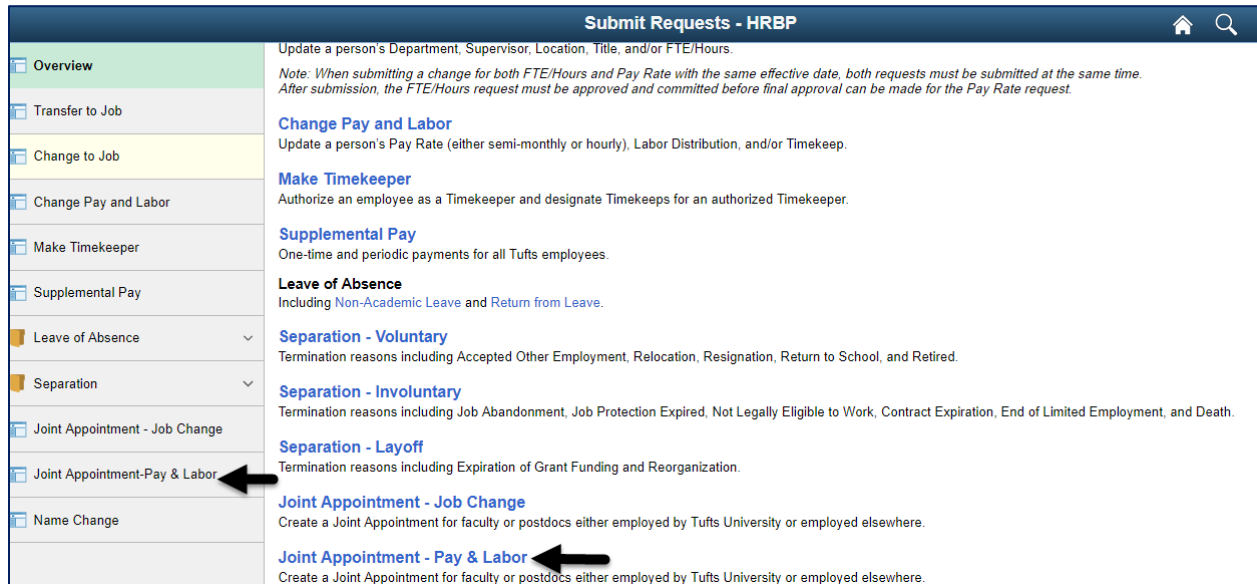 Submit Requests - HRBP
Overview
Transfer to Job
Change to Job
Change Pay and Labor
Make Timekeeper
Supplemental Pay
Leave of Absence
Separation
Joint Appointment - Job Change
Joint Appointment-Pay & Labor
Name Change
Update a person's Department, Supervisor, Location, Title, and/or FTE/Hours.
Note: When submitting a change for both FTE/Hours and Pay Rate with the same effective date, both requests must be submitted at the same time.
After submission, the FTE/Hours request must be approved and committed before final approval can be made for the Pay Rate request.
Change Pay and Labor
Update a person's Pay Rate (either semi-monthly or hourly), Labor Distribution, and/or Timekeep.
Make Timekeeper
Authorize an employee as a Timekeeper and designate Timekeeps for an authorized Timekeeper.
Supplemental Pay
One-time and periodic payments for all Tufts employees.
Leave of Absence
Including Non-Academic Leave and Return from Leave.
Separation - Voluntary
Termination reasons including Accepted Other Employment, Relocation, Resignation, Return to School, and Retired.
Separation - Involuntary
Termination reasons including Job Abandonment, Job Protection Expired, Not Legally Eligible to Work, Contract Expiration, End of Limited Employment, and Death.
Separation - Layoff
Termination reasons including Expiration of Grant Funding and Reorganization.
Joint Appointment - Job Change
Create a Joint Appointment for faculty or postdocs either employed by Tufts University or employed elsewhere.
Joint Appointment - Pay & Labor
Create a Joint Appointment for faculty or postdocs either employed by Tufts University or employed elsewhere.